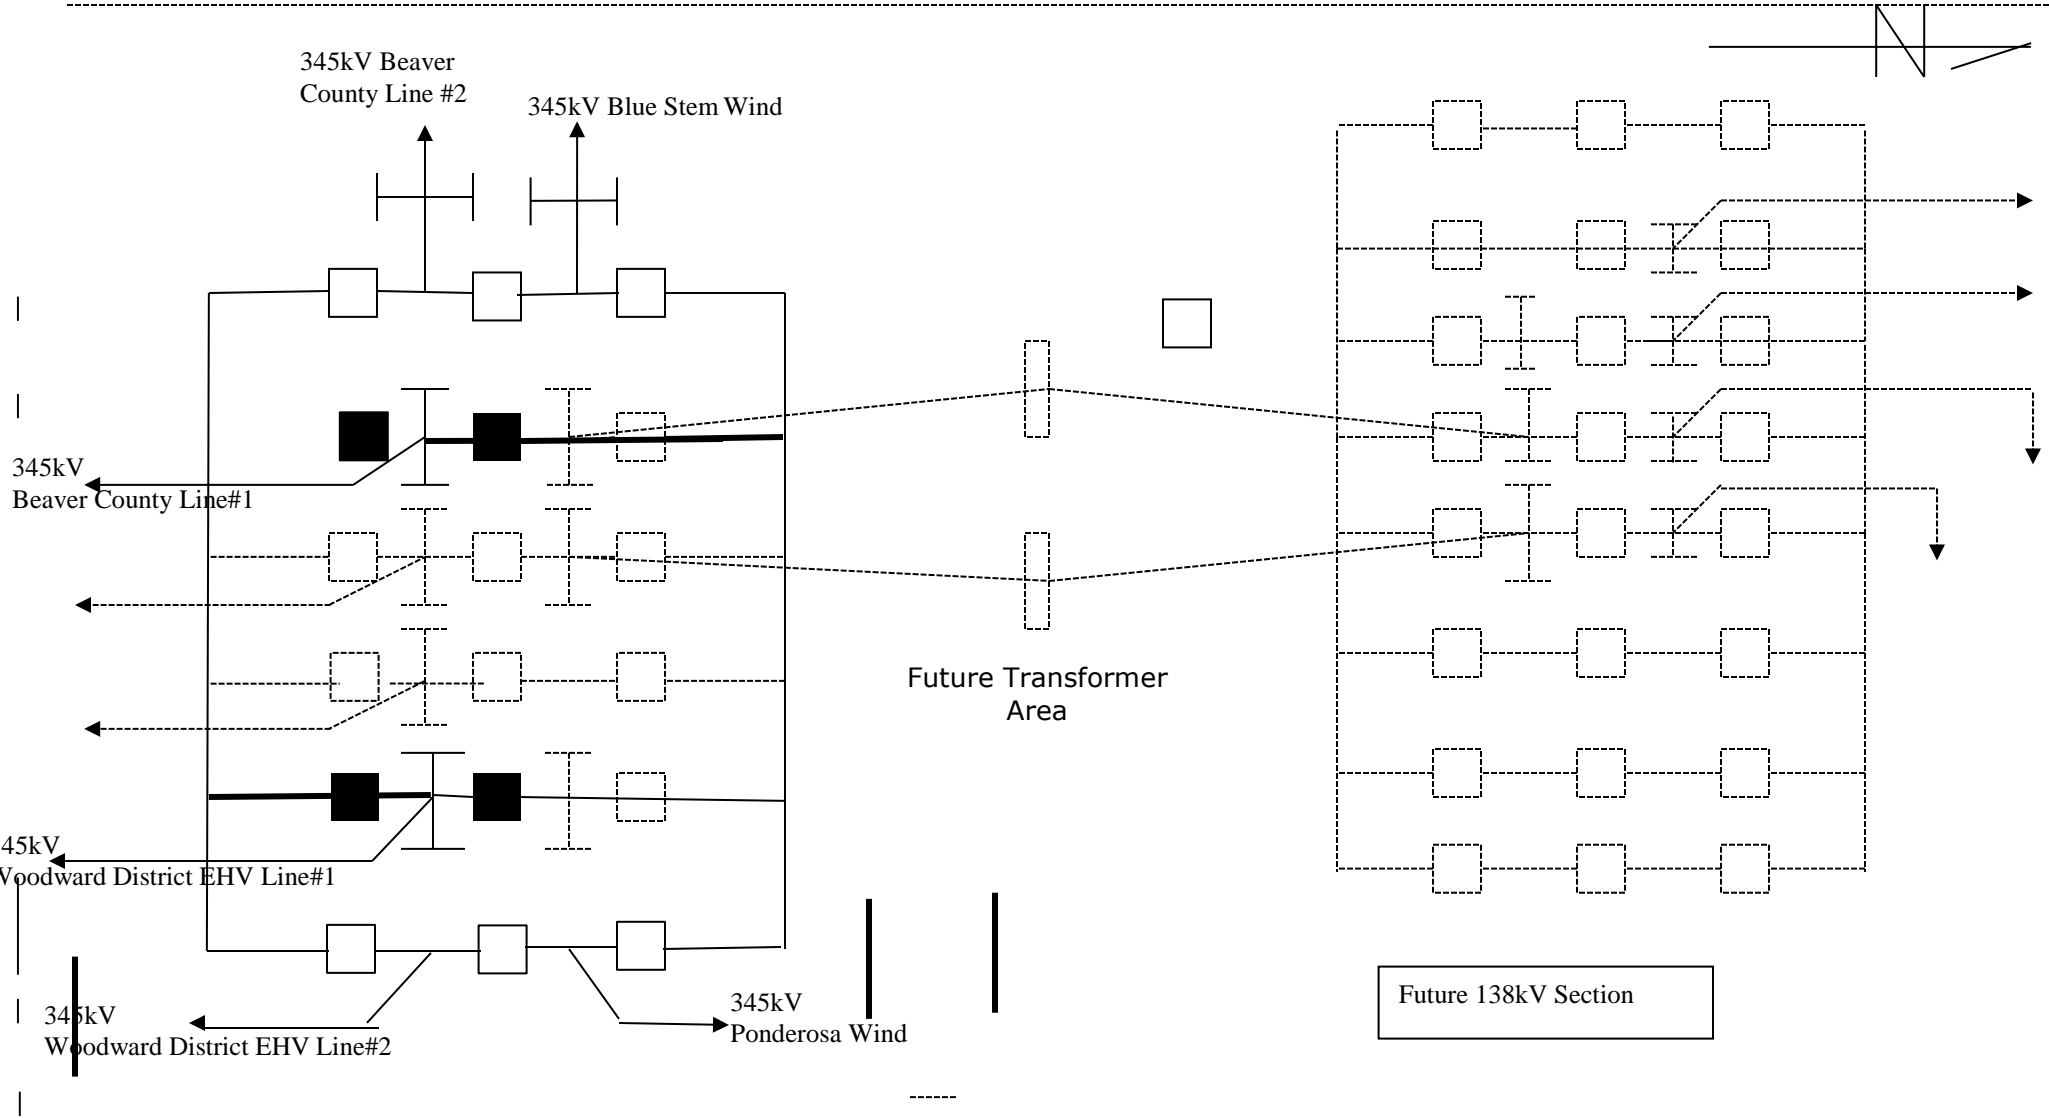 345kV Beaver
County Line #2
345kV Blue Stem Wind
N
345kV
Beaver County Line#1
Future Transformer
Area
45kV
Woodward District EHV Line#1
345kV
Woodward District EHV Line#2
345kV
Ponderosa Wind
Future 138kV Section